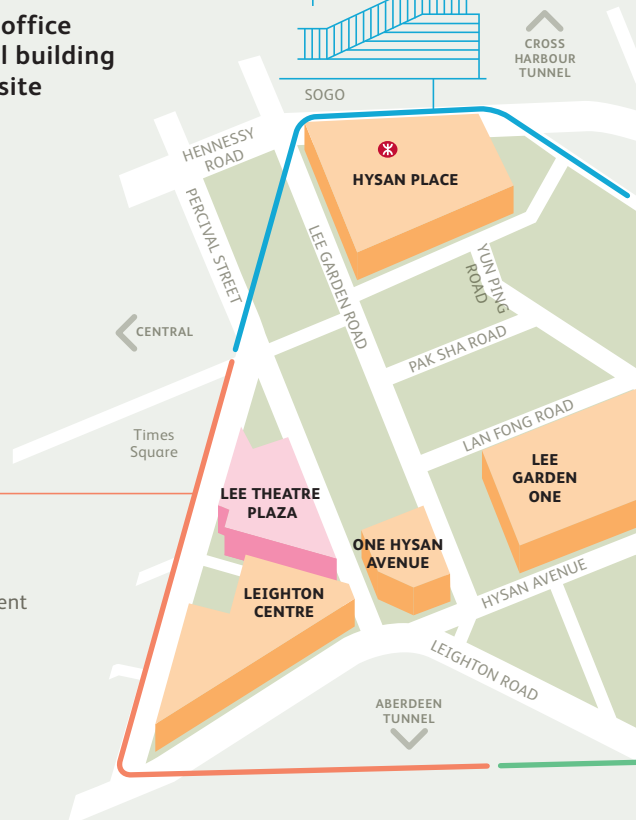 office
l building
site
CROSS
HARBOUR
TUNNEL
SOGO
HENNESSY
ROAD
HYSAN PLACE
PERCIVAL STREET
LEE GARDEN ROAD
YUN PING
ROAD
CENTRAL
PAK SHA ROAD
LAN FONG ROAD
Times
Square
LEE
GARDEN
ONE
LEE THEATRE
PLAZA
ONE HYSAN
AVENUE
HYSAN AVENUE
LEIGHTON
CENTRE
ent
LEIGHTON ROAD
ABERDEEN
TUNNEL